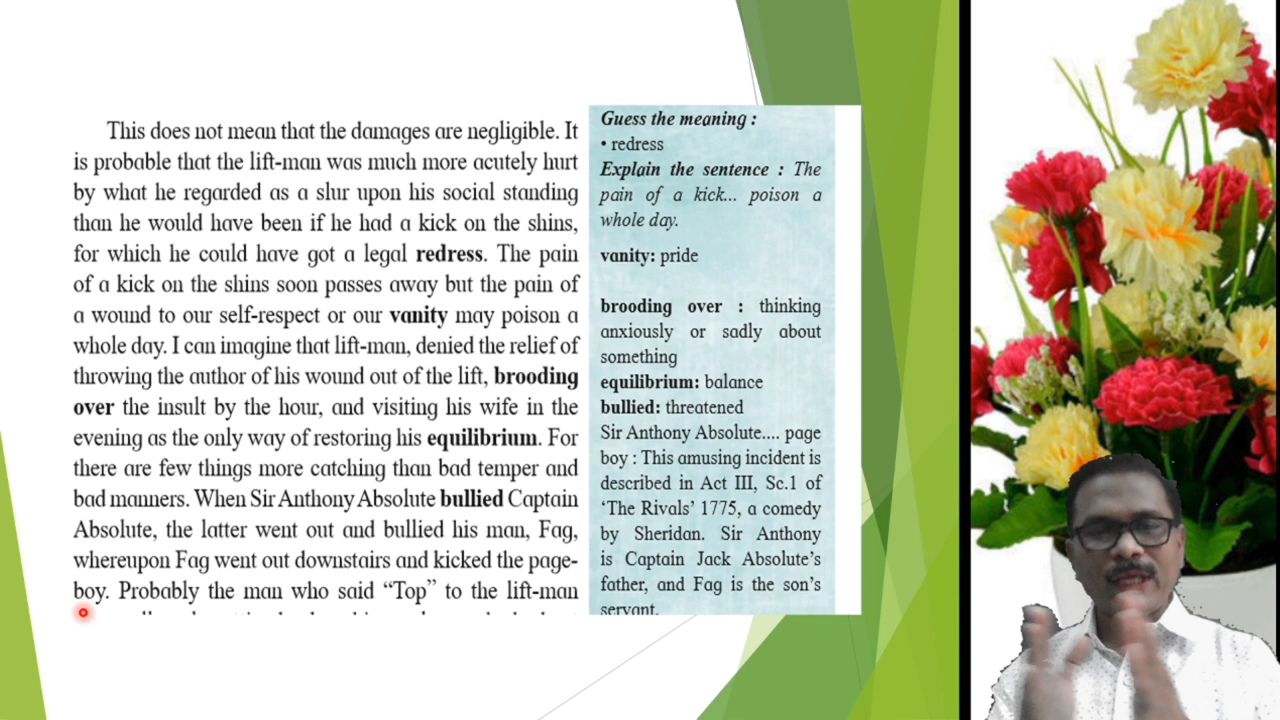 This does not mean that the damages are negligible. It
is probable that the lift-man was much more acutely hurt
by what he regarded as a slur upon his social standing
than he would have been if he had a kick on the shins,
for which he could have got a legal redress. The pain
of a kick on the shins soon passes away but the pain of
a wound to our self-respect or our vanity may poison a
whole day. I can imagine that lift-man, denied the relief of
throwing the author of his wound out of the lift, brooding
over the insult by the hour, and visiting his wife in the
evening as the only way of restoring his equilibrium. For
there are few things more catching than bad temper and
bad manners. When Sir Anthony Absolute bullied Captain
Absolute, the latter went out and bullied his man, Fag,
whereupon Fag went out downstairs and kicked the page-
boy. Probably the man who said “Top” to the lift-man
Guess the meaning :
• redress
Explain the sentence : The
pain of a kick... poison a
whole day.
vanity: pride
brooding over : thinking
anxiously or sadly about
something
equilibrium: balance
bullied: threatened
Sir Anthony Absolute.... page
boy : This amusing incident is
described in Act III, Sc.1 of
‘The Rivals’ 1775, a comedy
by Sheridan. Sir Anthony
is Captain Jack Absolute’s
father, and Fag is the son’s
servant.